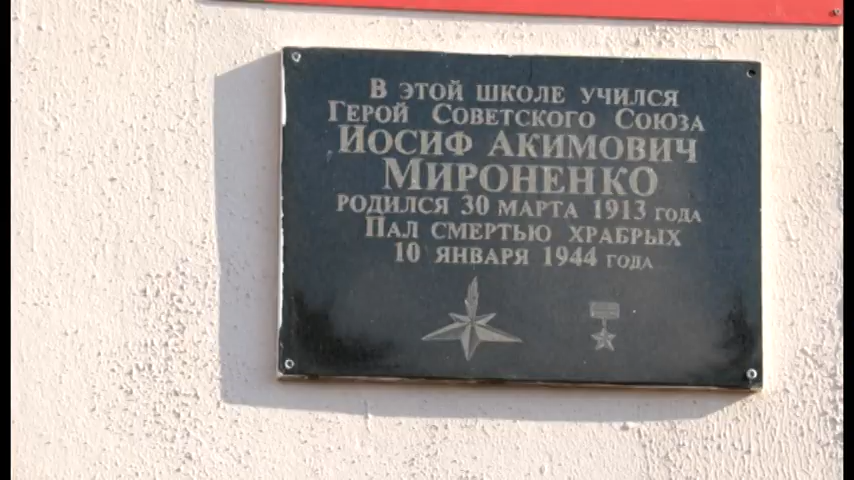 В этой школе учился
Герой Советского Союза
Иосиф Акимович
Мироненко
родился 30 марта 1913 года
Пал смертью храбрых
10 января 1944 года